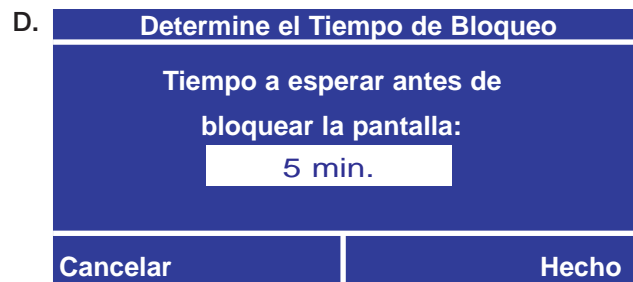 D.
Determine el Tiempo de Bloqueo
Tiempo a esperar antes de
bloquear la pantalla:
5 min.
Cancelar
Hecho